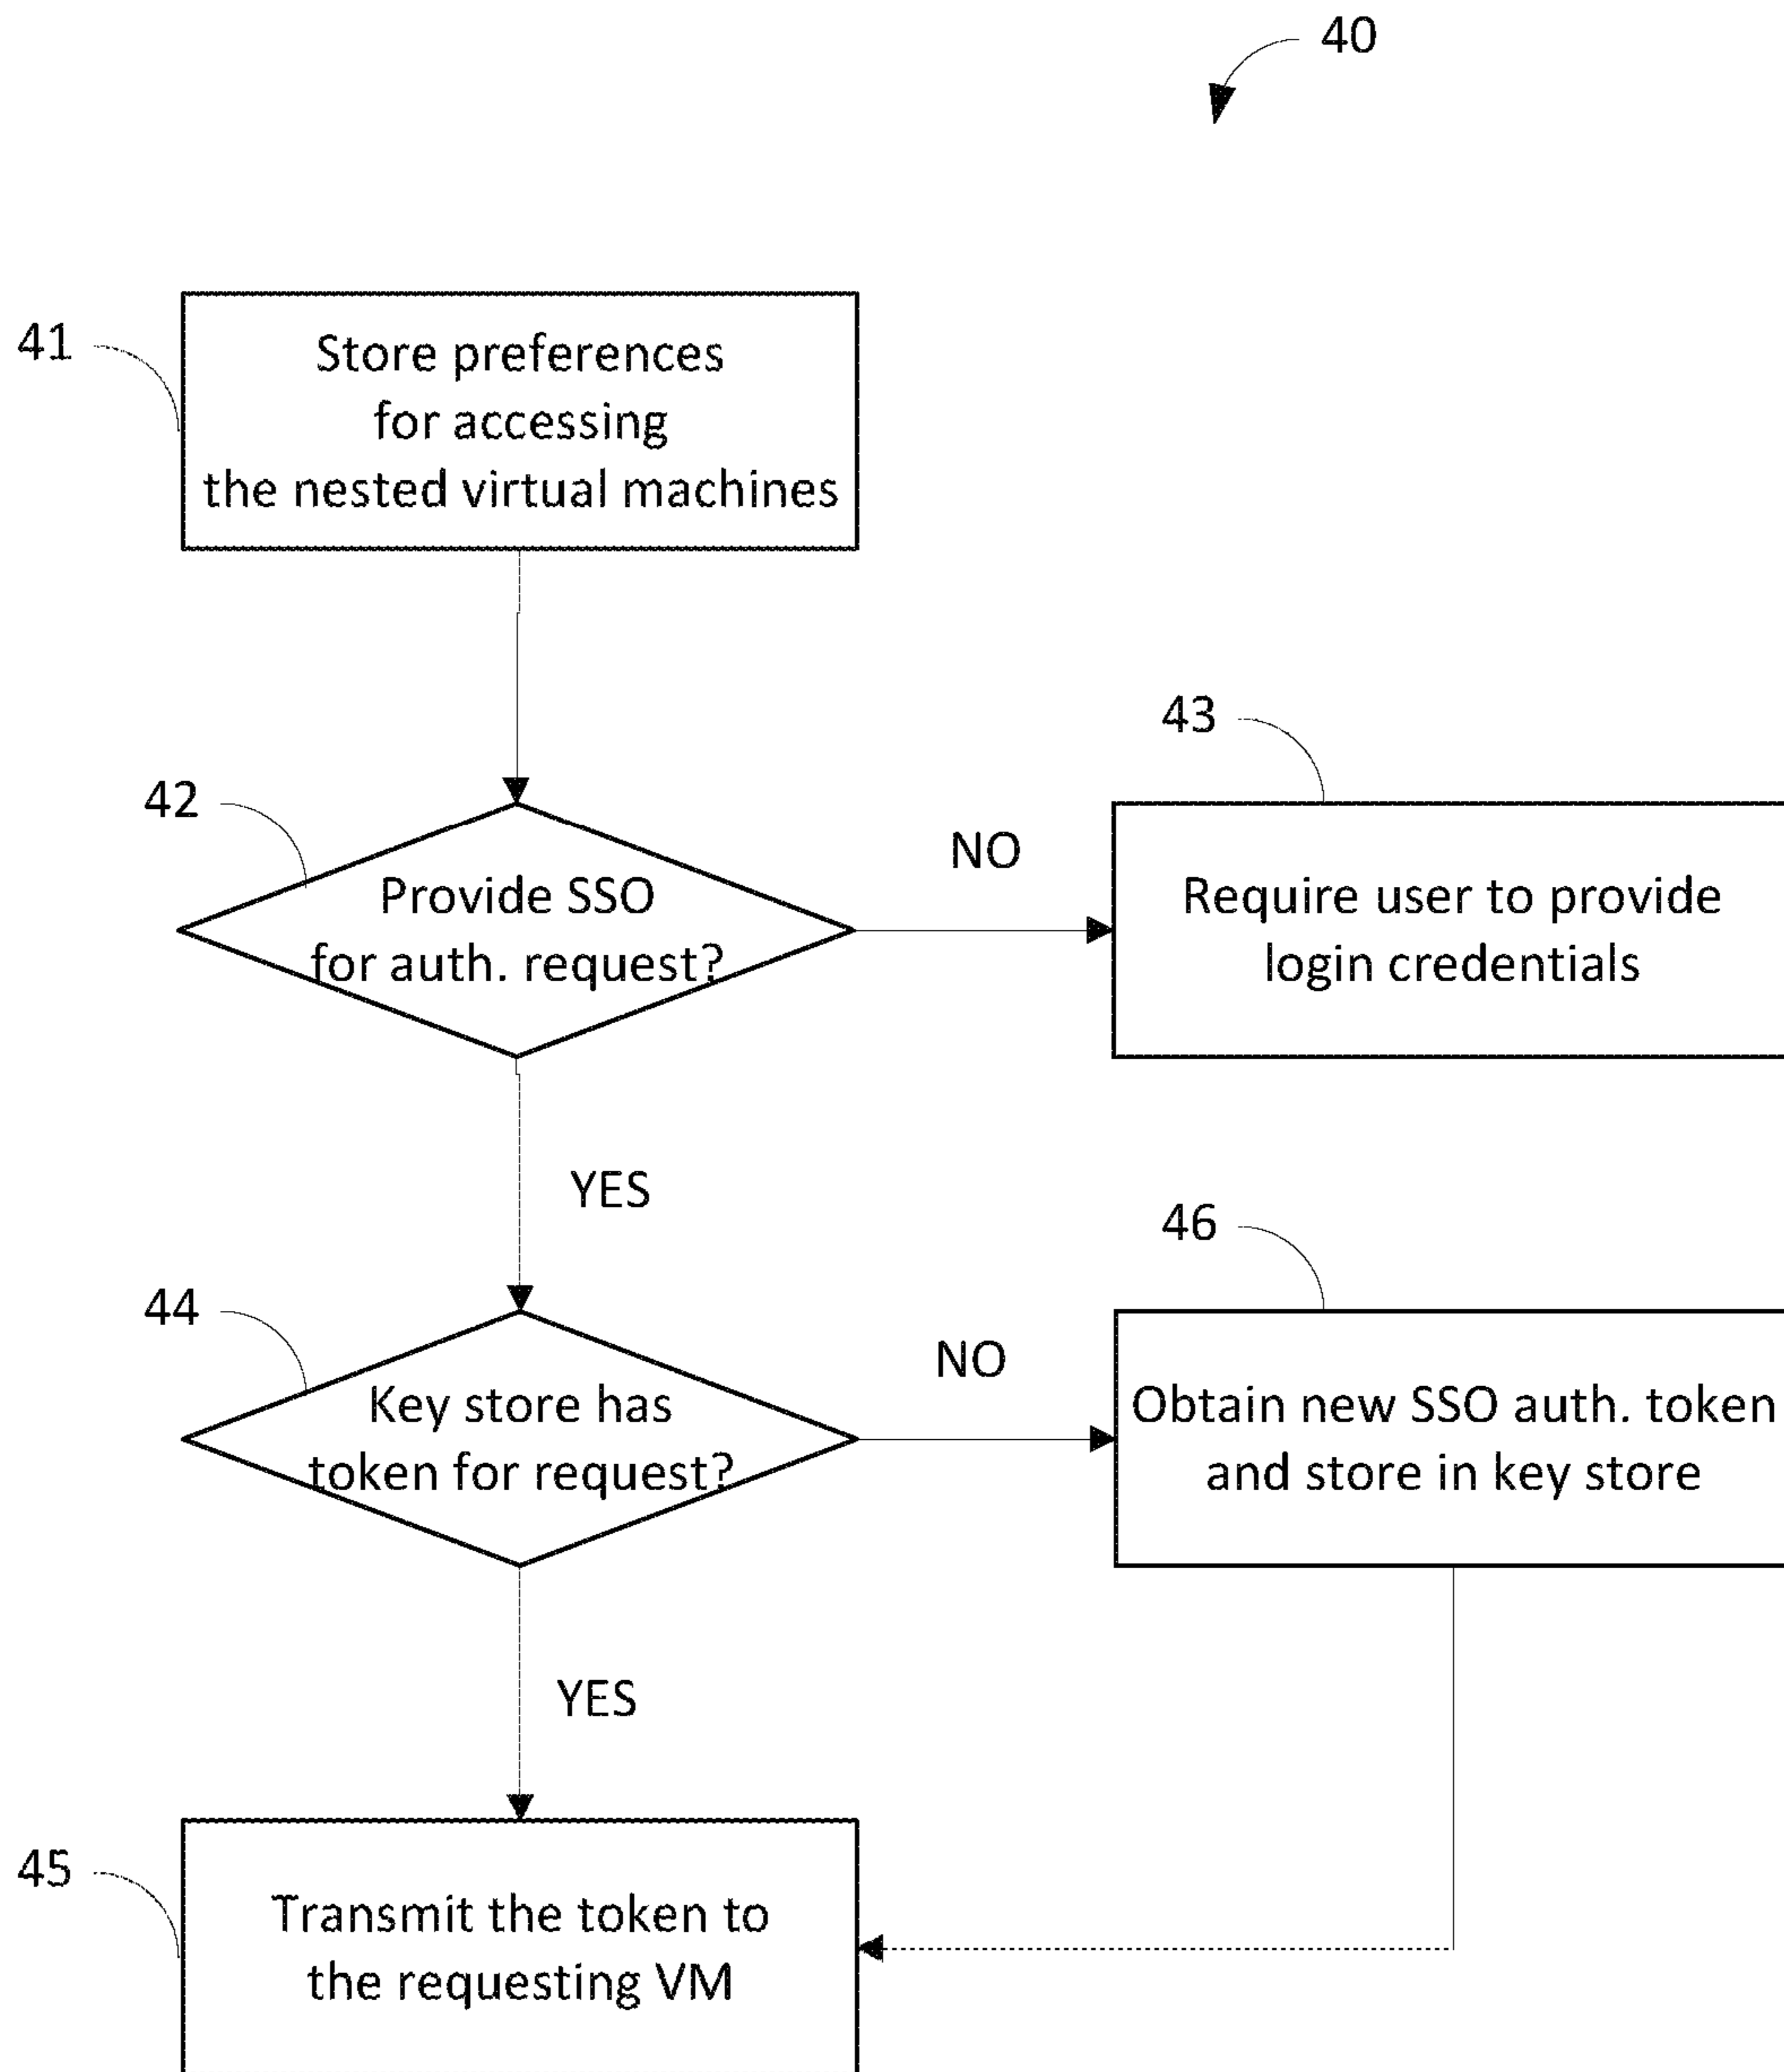 40
41
Store preferences
for accessing
the nested virtual machines
42
Provide SSO
for auth. request?
NO
43
Require user to provide
login credentials
YES
44
Key store has
token for request?
NO
46
Obtain new SSO auth. token
and store in key store
YES
45
Transmit the token to
the requesting VM